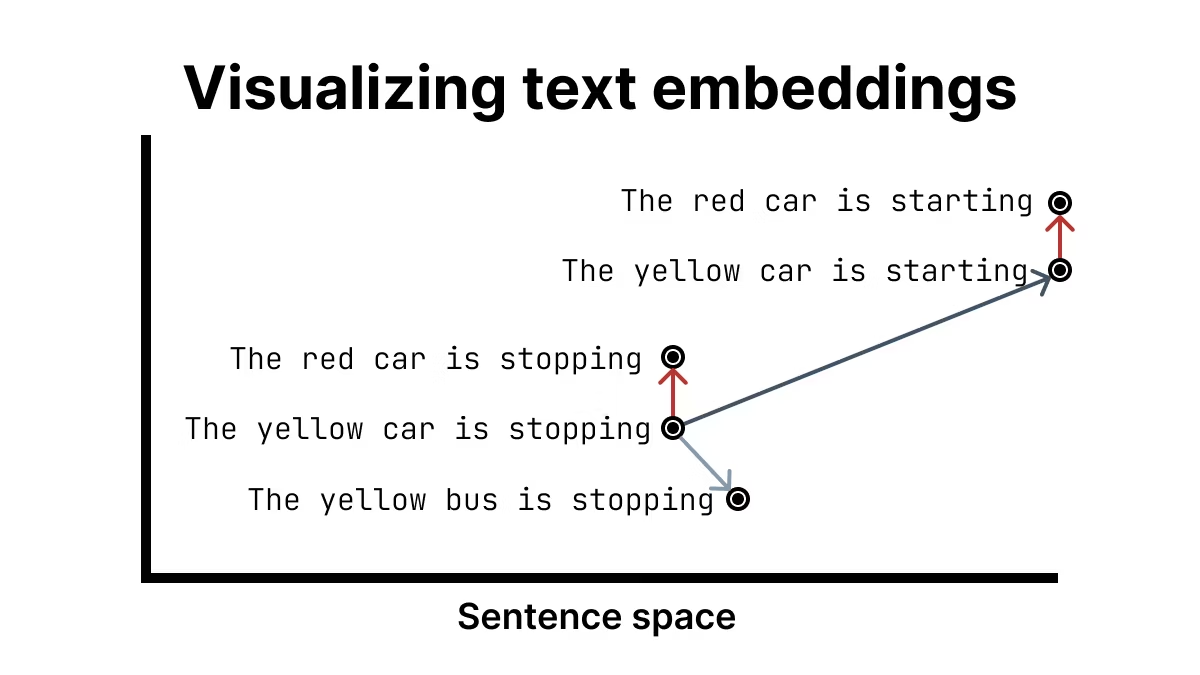 Visualizing text embeddings
The red car is starting
The yellow car is starting
The red car is stopping
The yellow car is stopping
The yellow bus is stopping
Sentence space